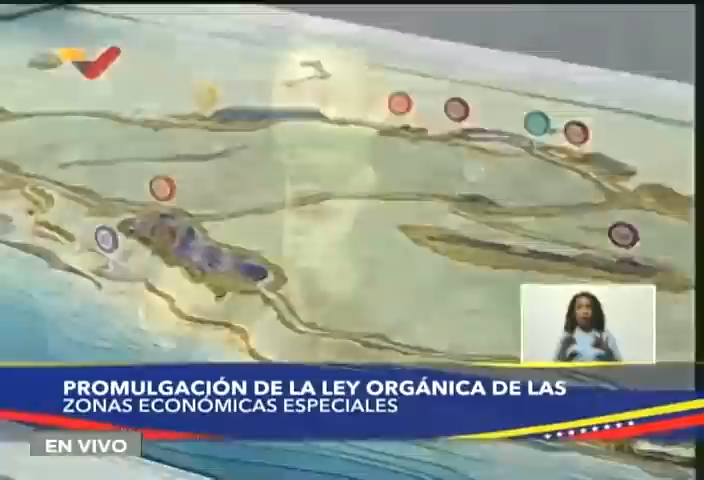 PROMULGACIÓN DE LA LEY ORGÁNICA DE LAS
ZONAS ECONÓMICAS ESPECIALES
EN VIVO